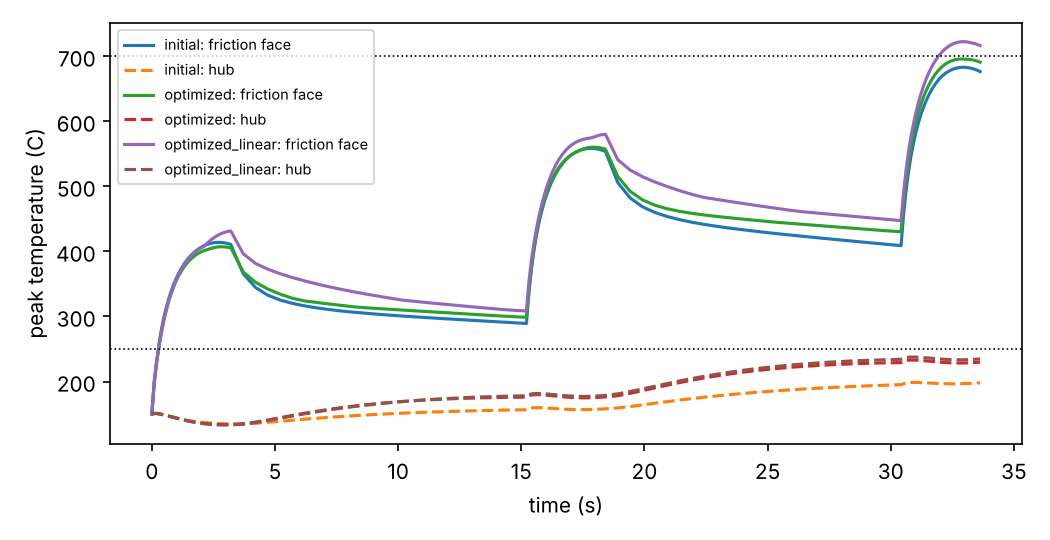 initial: friction face
initial: hub
optimized: friction face
optimized: hub
optimized_linear: friction face
optimized_linear: hub
peak temperature (C)
700
600
500
400
300
200
0 5 10 15 20 25 30 35
time (s)